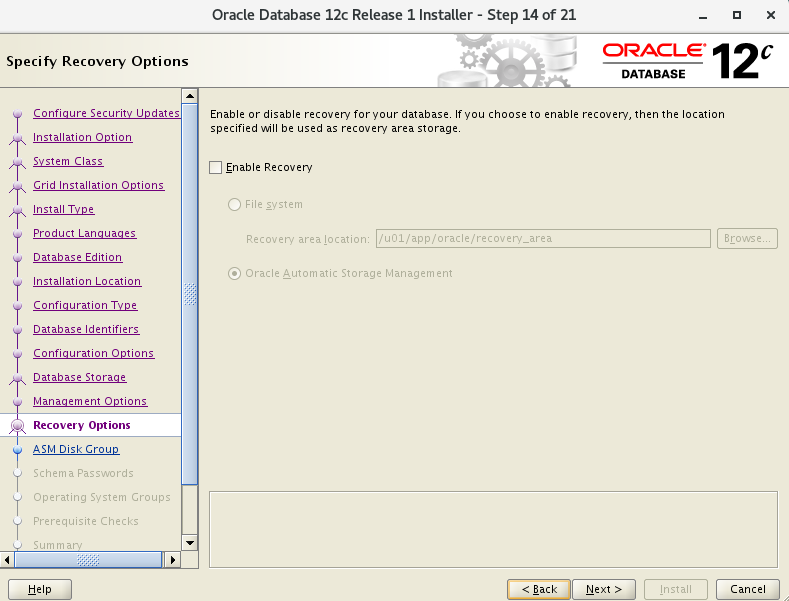 Oracle Database 12c Release 1 Installer - Step 14 of 21
Specify Recovery Options
ORACLE
DATABASE
12c
Configure Security Updates
Installation Option
System Class
Grid Installation Options
Install Type
Product Languages
Database Edition
Installation Location
Configuration Type
Database Identifiers
Configuration Options
Database Storage
Management Options
Recovery Options
ASM Disk Group
Schema Passwords
Operating System Groups
Prerequisite Checks
Summary
Enable or disable recovery for your database. If you choose to enable recovery, then the location
specified will be used as recovery area storage.
Enable Recovery
File system
Recovery area location: /u01/app/oracle/recovery_area Browse...
Oracle Automatic Storage Management
Help < Back Next > Install Cancel